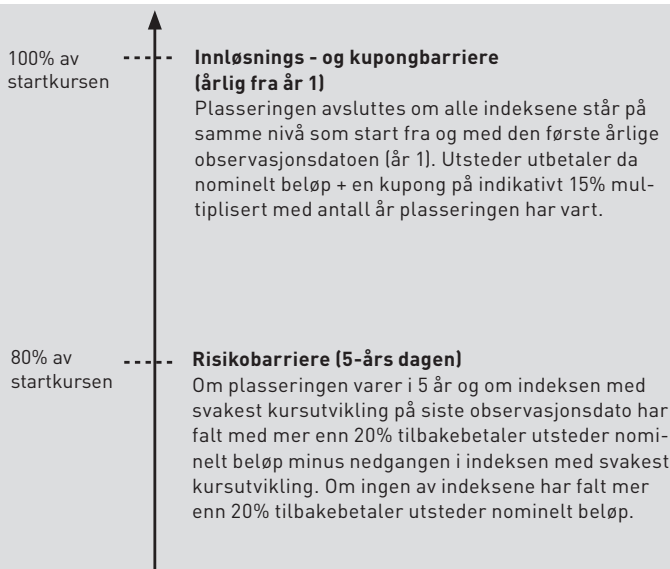 100% av
startkursen
Innløsnings - og kupongbarriere
(årlig fra år 1)
Plasseringen avsluttes om alle indeksene står på
samme nivå som start fra og med den første årlige
observasjonsdatoen (år 1). Utsteder utbetaler da
nominelt beløp + en kupong på indikativt 15% mul-
tiplisert med antall år plasseringen har vart.
80% av
startkursen
Risikobarriere (5-års dagen)
Om plasseringen varer i 5 år og om indeksen med
svakest kursutvikling på siste observasjonsdato har
falt med mer enn 20% tilbakebetaler utsteder nomi-
nelt beløp minus nedgangen i indeksen med svakest
kursutvikling. Om ingen av indeksene har falt mer
enn 20% tilbakebetaler utsteder nominelt beløp.